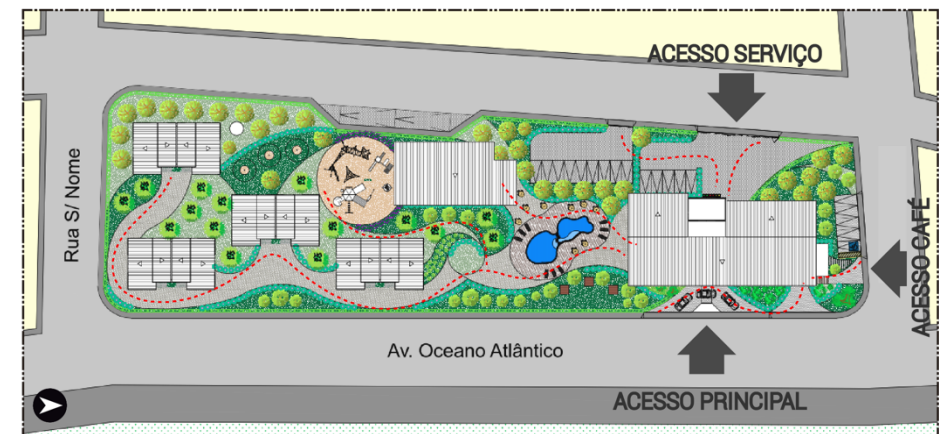 ACESSO SERVIÇO
Rua S/ Nome
ACESSO CAFÉ
Av. Oceano Atlântico
ACESSO PRINCIPAL